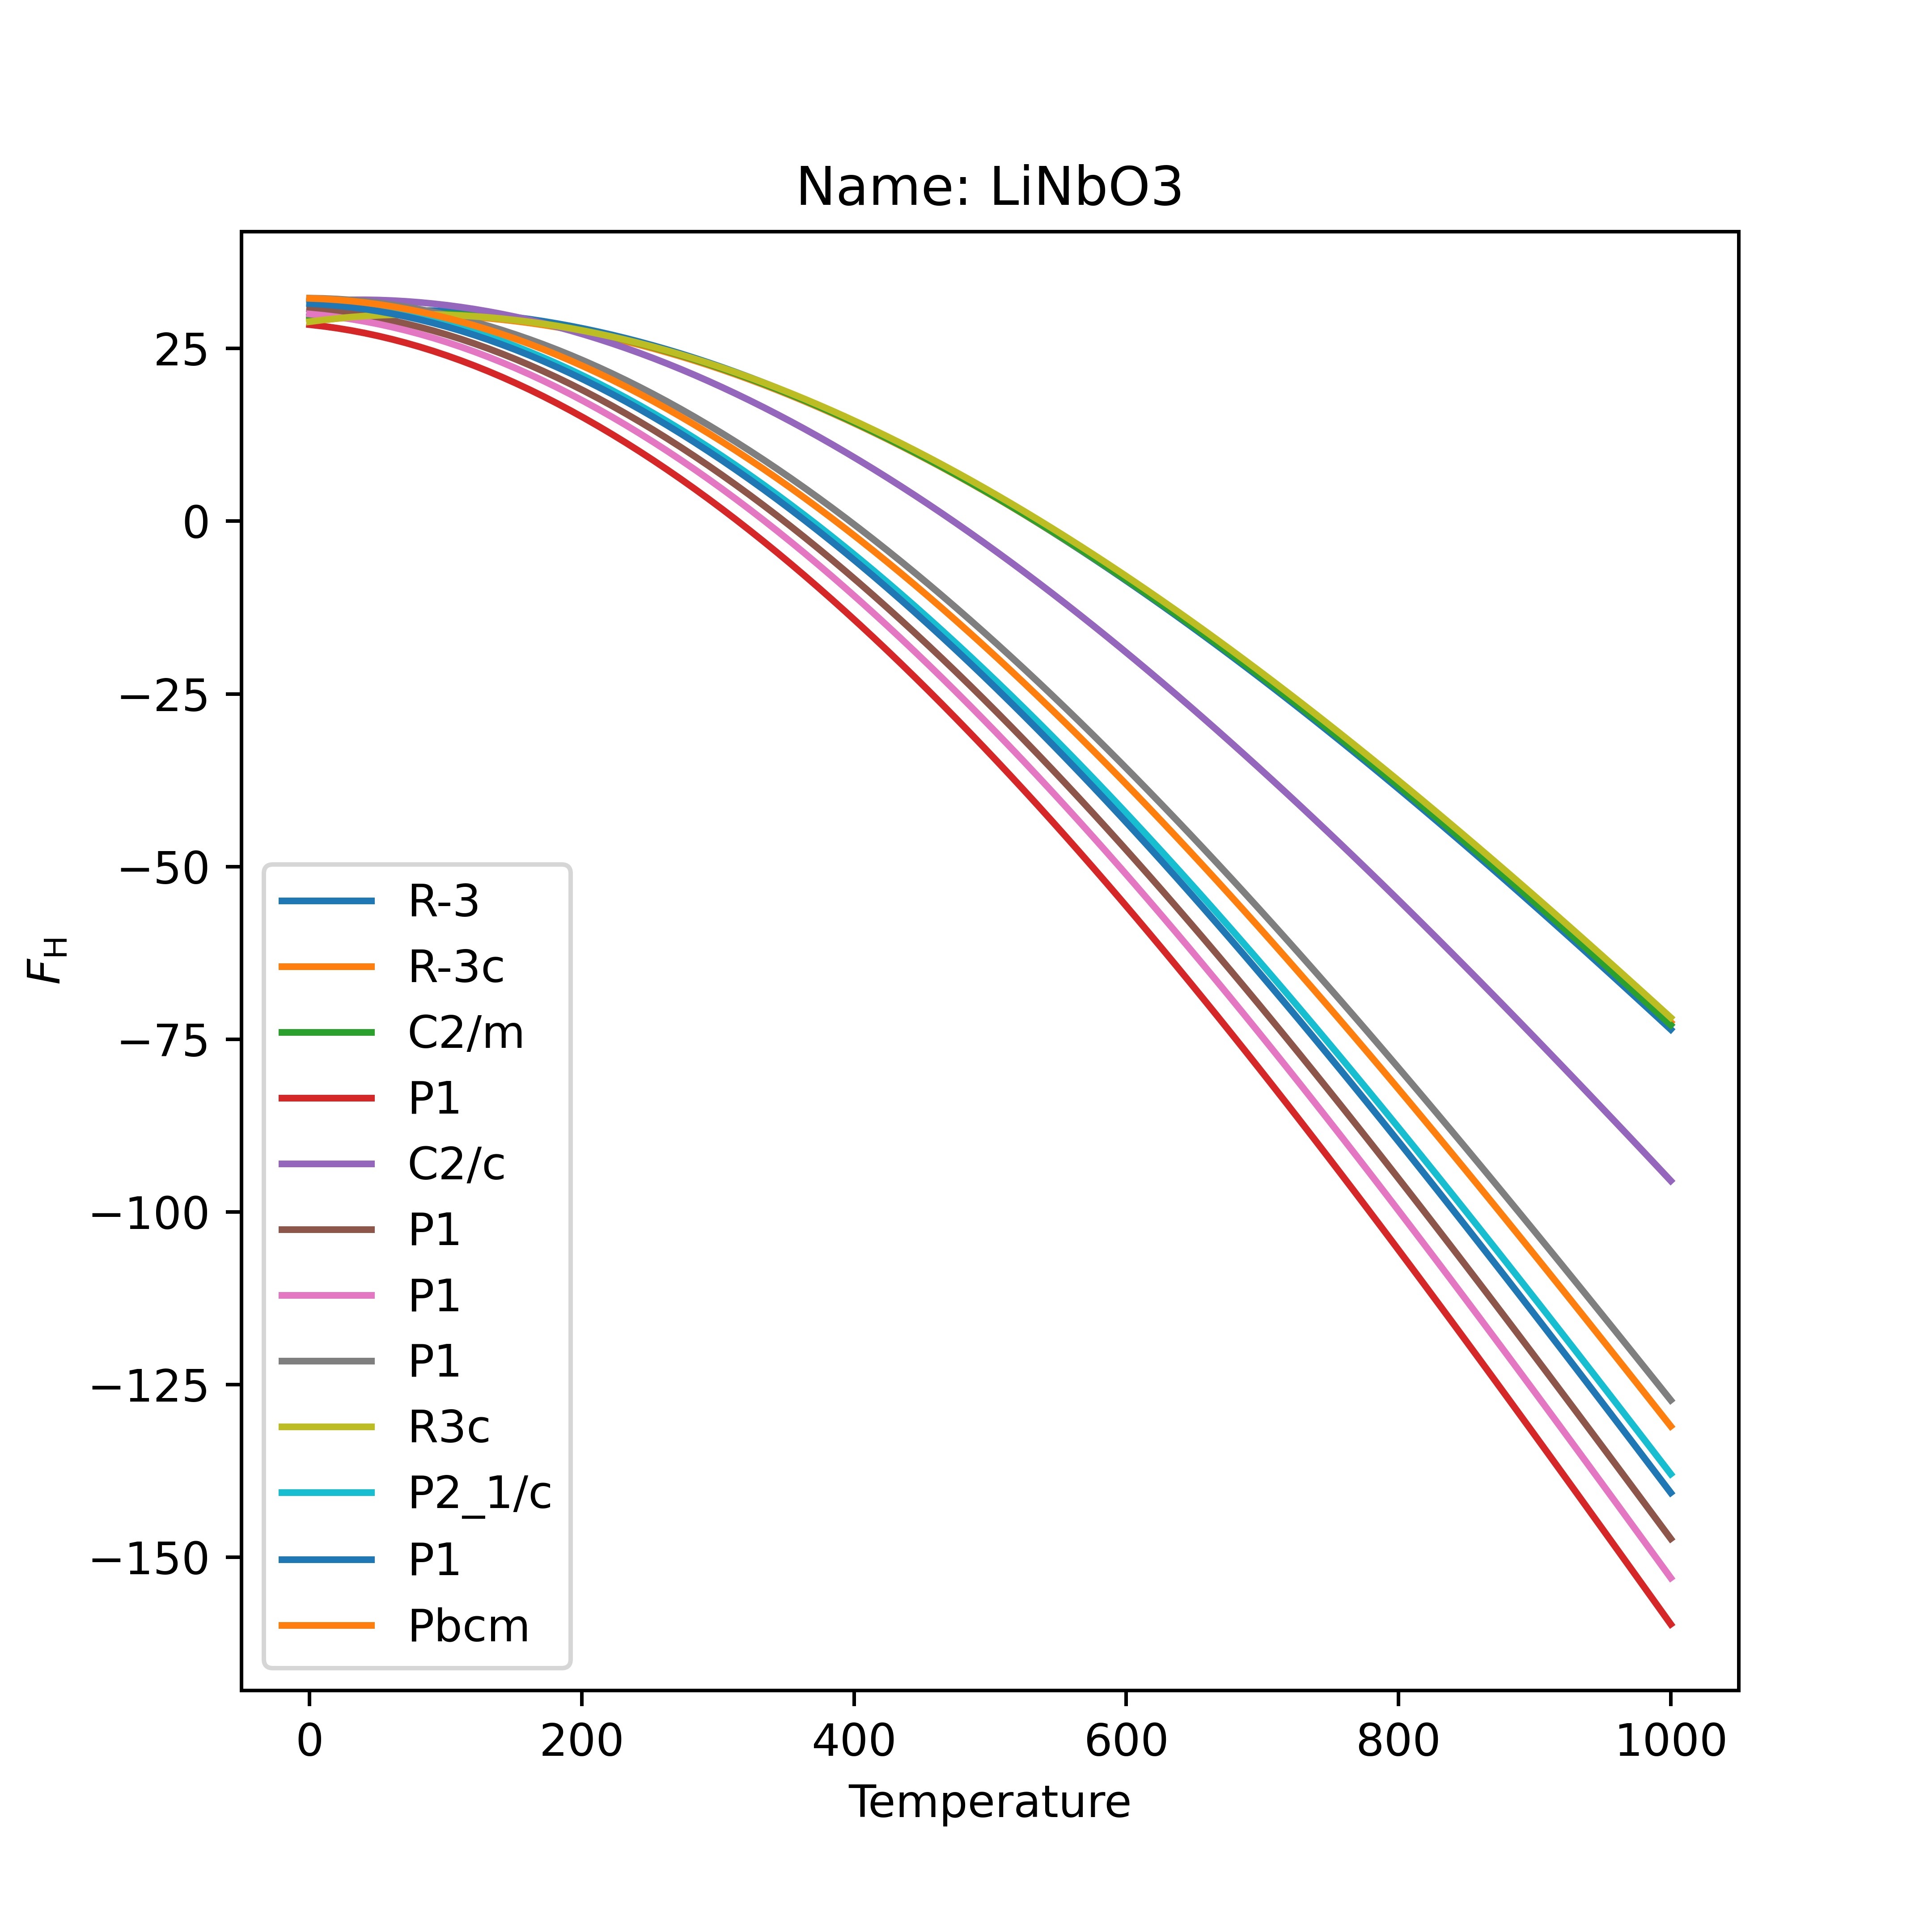 Name: LiNbO3
25
0
−25
−50
−75
−100
−125
−150
F_H
R-3
R-3c
C2/m
P1
C2/c
P1
P1
P1
R3c
P2_1/c
P1
Pbcm
0 200 400 600 800 1000
Temperature